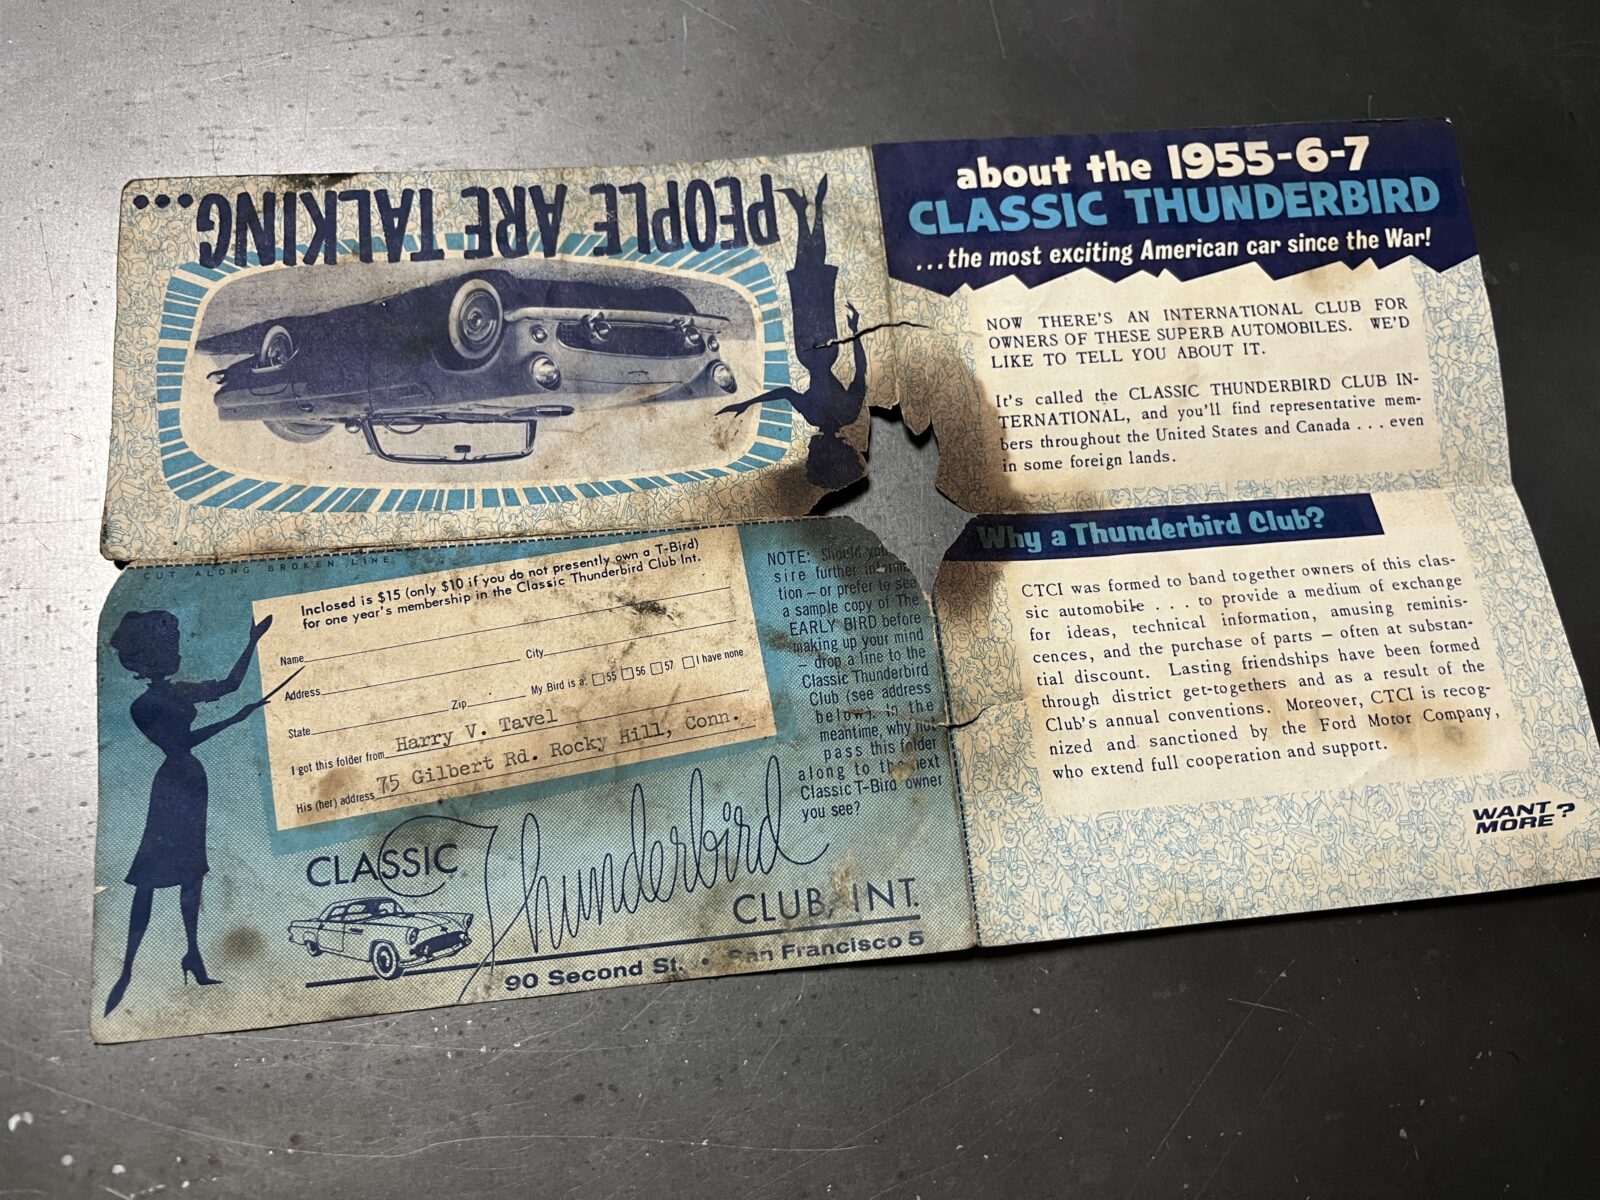 PEOPLE ARE TALKING...
about the 1955-6-7
CLASSIC THUNDERBIRD
...the most exciting American car since the War!
NOW THERE'S AN INTERNATIONAL CLUB FOR
OWNERS OF THESE SUPERB AUTOMOBILES. WE'D
LIKE TO TELL YOU ABOUT IT.
It's called the CLASSIC THUNDERBIRD CLUB IN-
TERNATIONAL, and you'll find representative mem-
bers throughout the United States and Canada . . . even
in some foreign lands.
Why a Thunderbird Club?
CTCI was formed to band together owners of this clas-
sic automobile . . . to provide a medium of exchange
for ideas, technical information, amusing reminis-
cences, and the purchase of parts — often at substan-
tial discount. Lasting friendships have been formed
through district get-togethers and as a result of the
Club's annual conventions. Moreover, CTCI is recog-
nized and sanctioned by the Ford Motor Company,
who extend full cooperation and support.
WANT
MORE?
CUT ALONG BROKEN LINE
Inclosed is $15 (only $10 if you do not presently own a T-Bird)
for one year's membership in the Classic Thunderbird Club Int.
Name
City
Address
State
Zip
My Bird is a: 55 56 57 I have none
I got this folder from Harry V. Tavel
His (her) address 75 Gilbert Rd. Rocky Hill, Conn.
NOTE: Should you
sire further
tion — or prefer to see
a sample copy of The
EARLY BIRD before
making up your mind
— drop a line to the
Classic Thunderbird
Club (see address
below). In the
meantime, why not
pass this folder
along to the next
Classic T-Bird owner
you see?
CLASSIC
Thunderbird
CLUB, INT.
90 Second St. • San Francisco 5